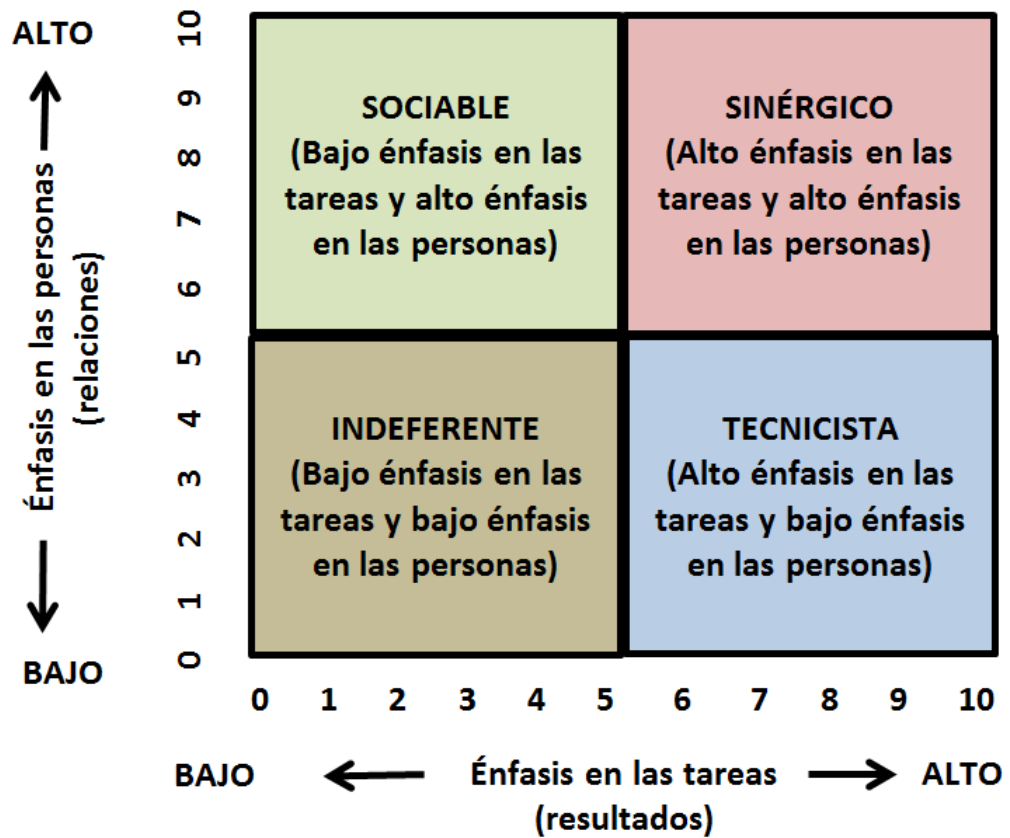 ALTO
Énfasis en las personas
(relaciones)
BAJO
10
9
8
7
6
5
4
3
2
1
0
SOCIABLE
(Bajo énfasis en las
tareas y alto énfasis
en las personas)
SINÉRGICO
(Alto énfasis en las
tareas y alto énfasis
en las personas)
INDEFERENTE
(Bajo énfasis en las
tareas y bajo énfasis
en las personas)
TECNICISTA
(Alto énfasis en las
tareas y bajo énfasis
en las personas)
0 1 2 3 4 5 6 7 8 9 10
BAJO Énfasis en las tareas ALTO
(resultados)